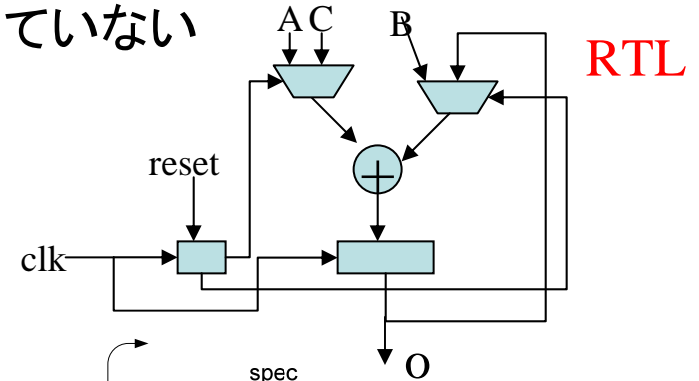 ていない
A C
B
RTL
reset
clk
O
spec